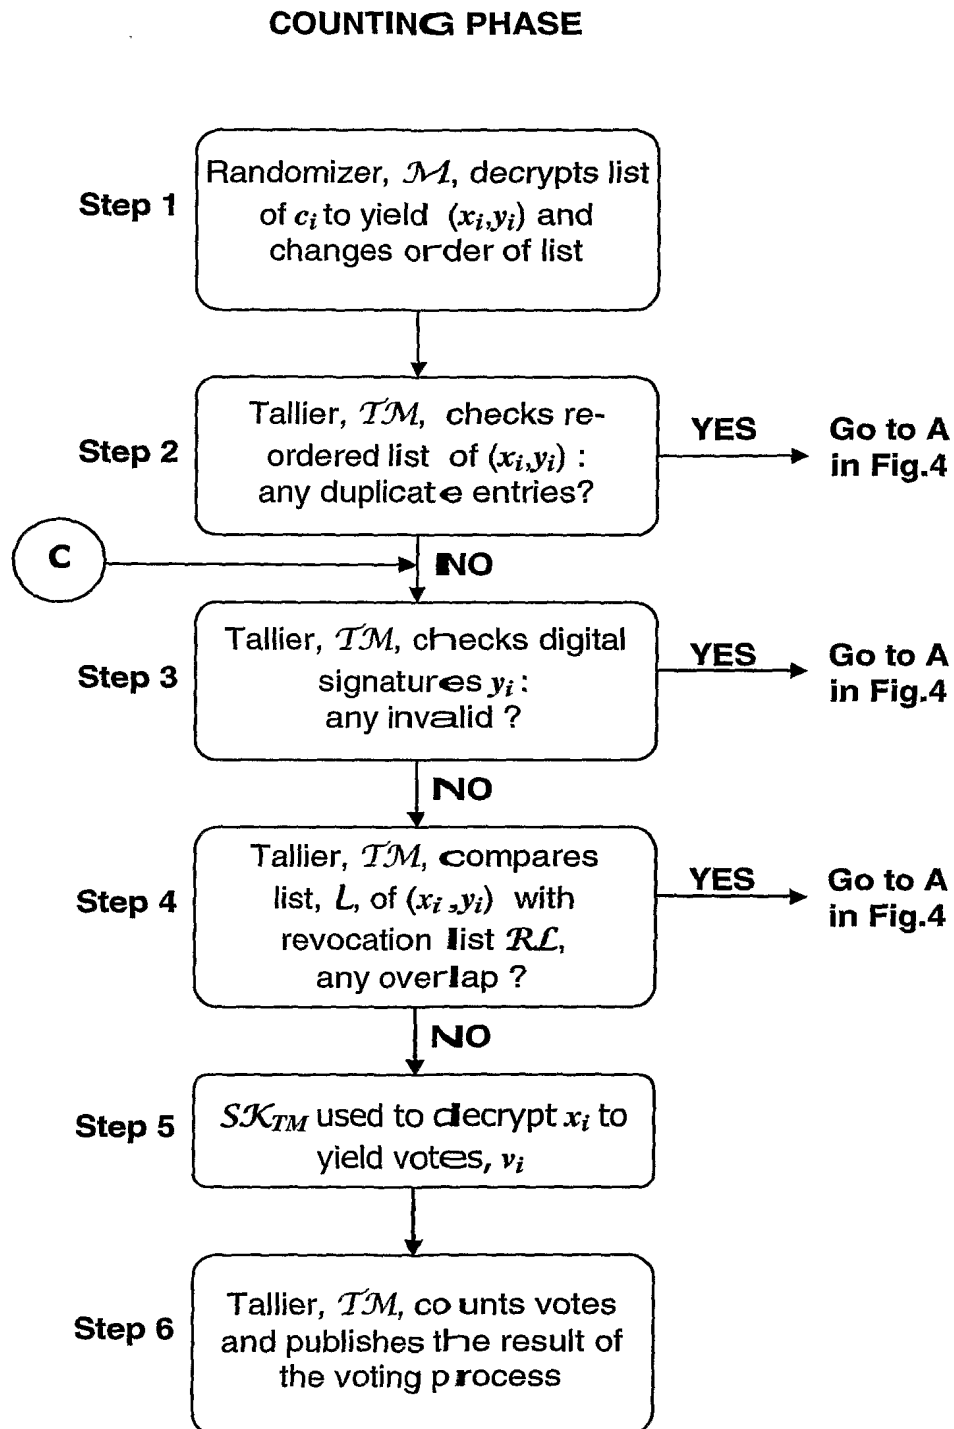 COUNTING PHASE
Step 1
Randomizer, ℳ, decrypts list
of cᵢ to yield (xᵢ,yᵢ) and
changes order of list
Step 2
Tallier, 𝒯ℳ, checks re-
ordered list of (xᵢ,yᵢ) :
any duplicate entries?
YES
Go to A
in Fig.4
C
NO
Step 3
Tallier, 𝒯ℳ, checks digital
signatures yᵢ :
any invalid ?
YES
Go to A
in Fig.4
NO
Step 4
Tallier, 𝒯ℳ, compares
list, L, of (xᵢ,yᵢ) with
revocation list ℛℒ,
any overlap ?
YES
Go to A
in Fig.4
NO
Step 5
𝒮𝒦_TM used to decrypt xᵢ to
yield votes, vᵢ
Step 6
Tallier, 𝒯ℳ, counts votes
and publishes the result of
the voting process